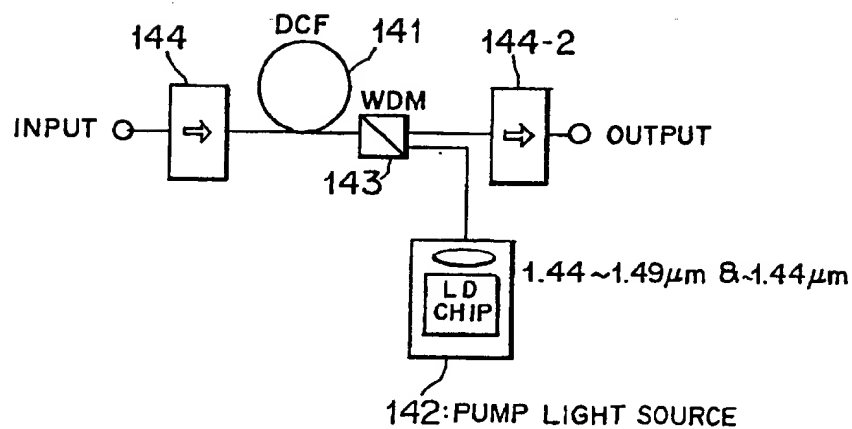 144
DCF
141
144-2
INPUT
WDM
OUTPUT
143
LD
CHIP
1.44~1.49μm &~1.44μm
142:PUMP LIGHT SOURCE